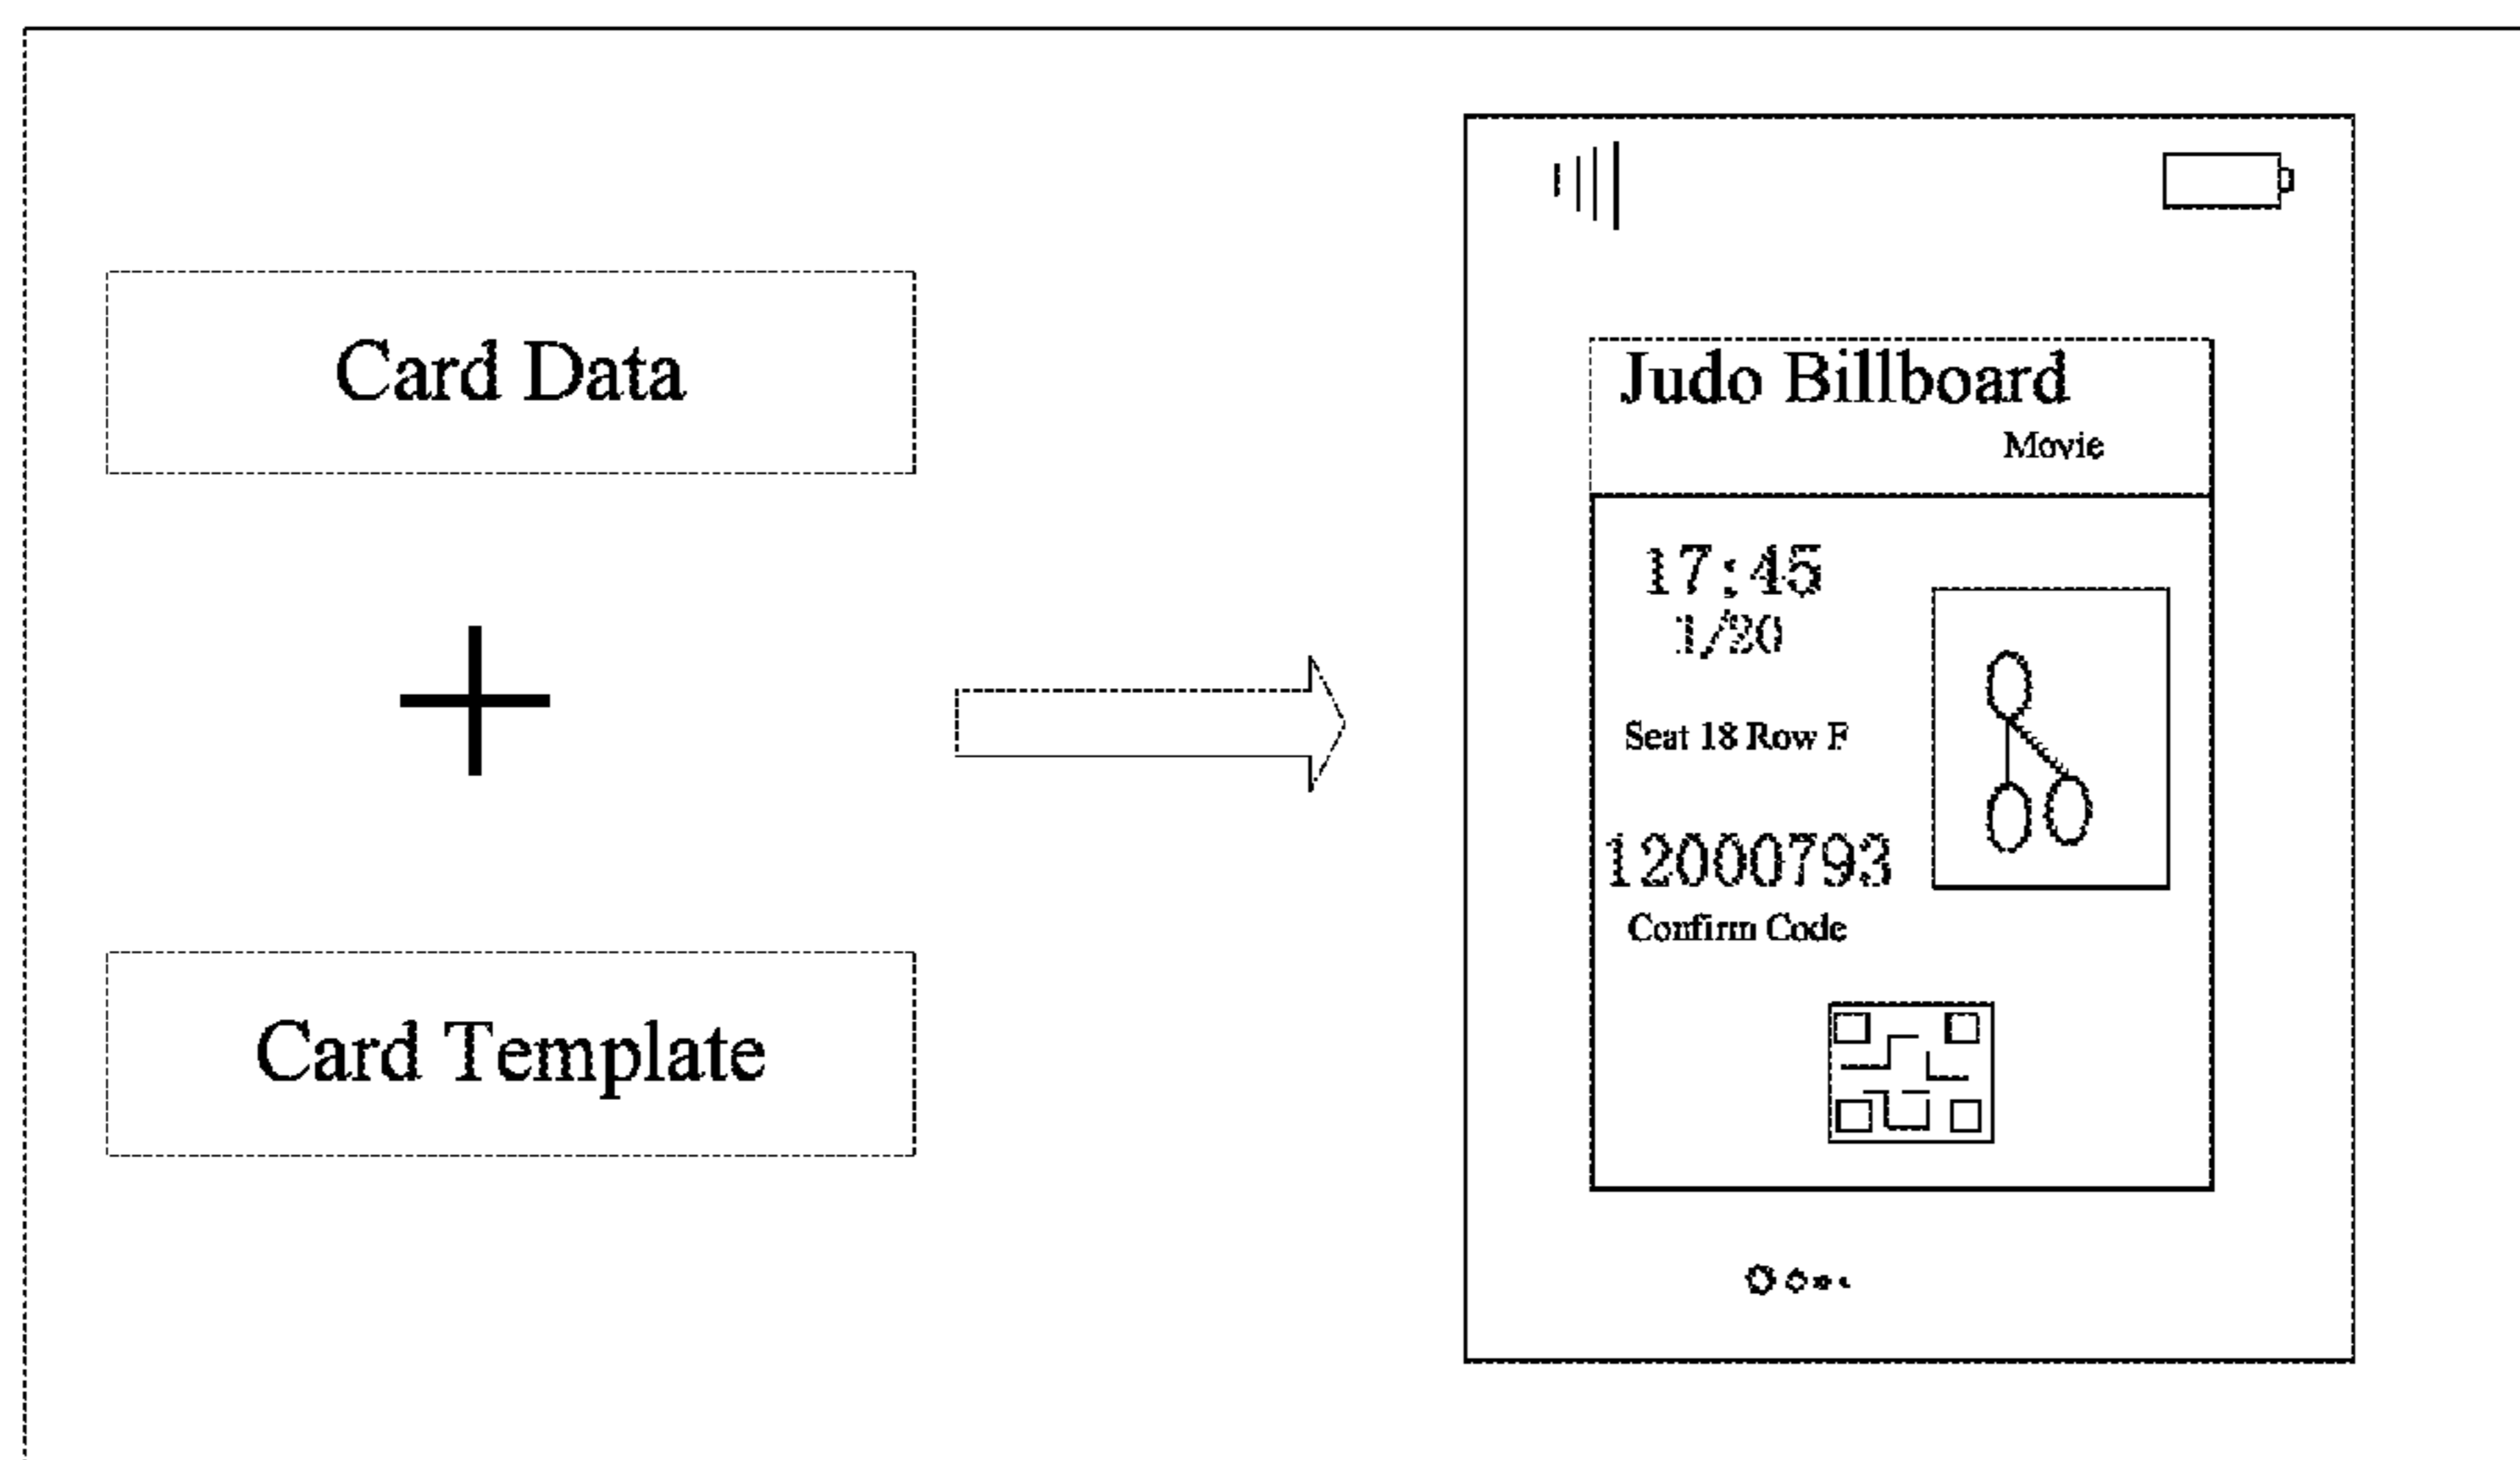 Card Data
+
Card Template
Judo Billboard
Movie
17:45
1/20
Seat 18 Row F
12000793
Confirm Code